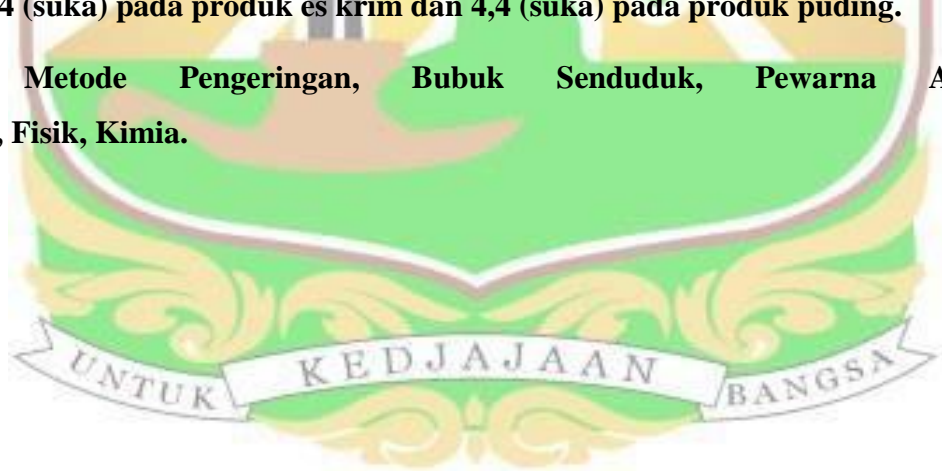 4 (suka) pada produk es krim dan 4,4 (suka) pada produk puding.
Metode Pengeringan, Bubuk Senduduk, Pewarna
, Fisik, Kimia.
UNTUK KEDJAJAAN BANGSA